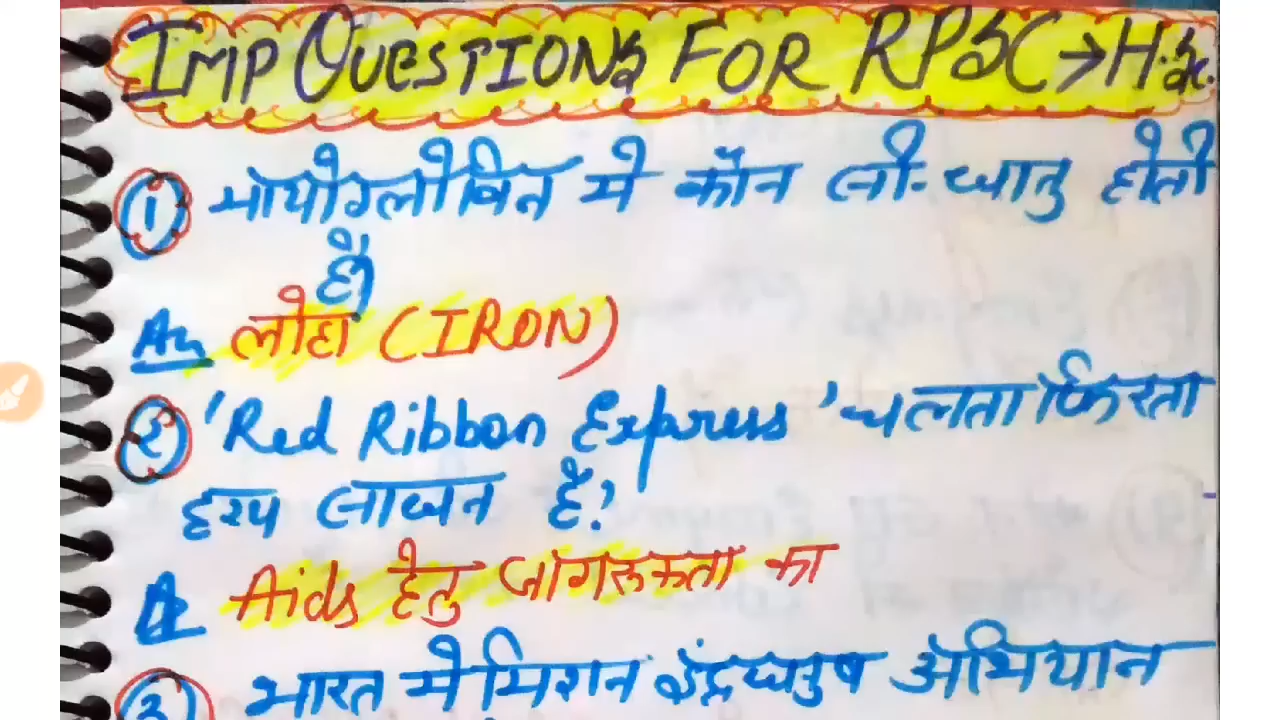 IMP QUESTIONS FOR RPSC → H.Sc.
① मायोग्लोबिन मे कौन सी-धातु होती
है।
An लोहा (IRON)
② 'Red Ribbon Express' चलता फिरता
दृश्य साधन है?
A Aids हेतु जागरूकता का
③ भारत मे मिशन इंद्रधनुष अभियान